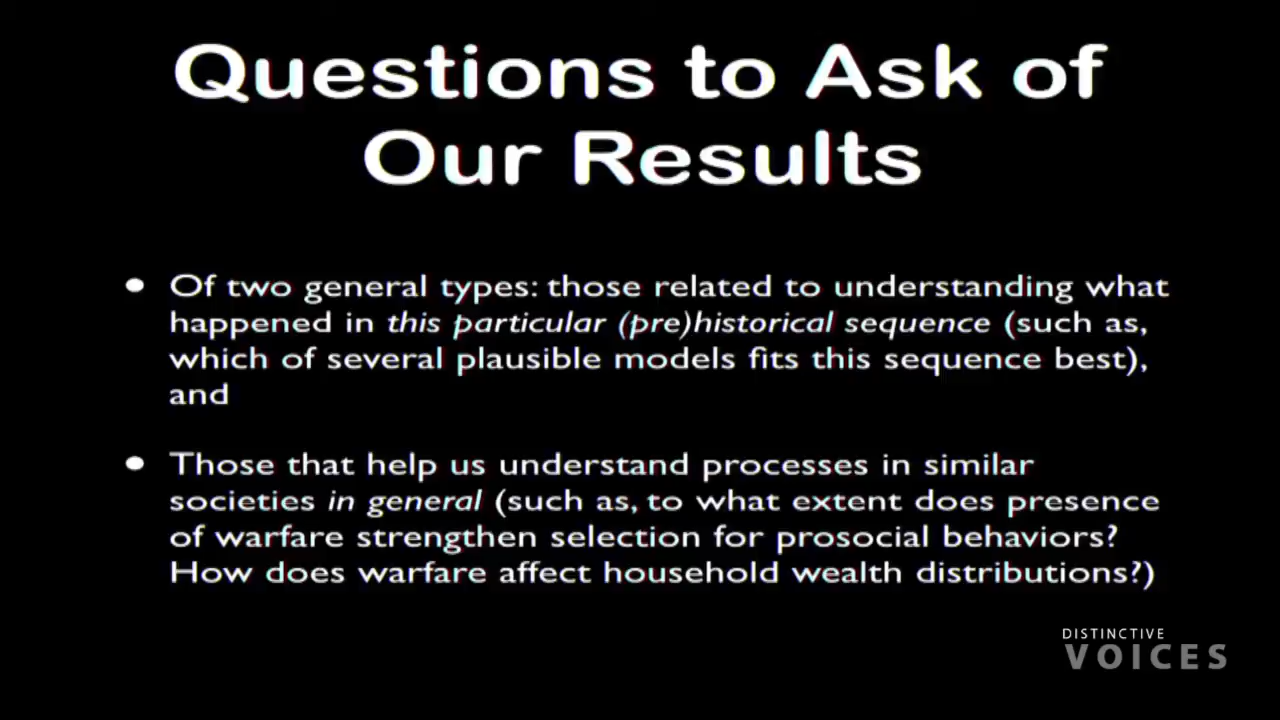 Questions to Ask of
Our Results
• Of two general types: those related to understanding what
happened in this particular (pre)historical sequence (such as,
which of several plausible models fits this sequence best),
and
• Those that help us understand processes in similar
societies in general (such as, to what extent does presence
of warfare strengthen selection for prosocial behaviors?
How does warfare affect household wealth distributions?)
DISTINCTIVE
VOICES